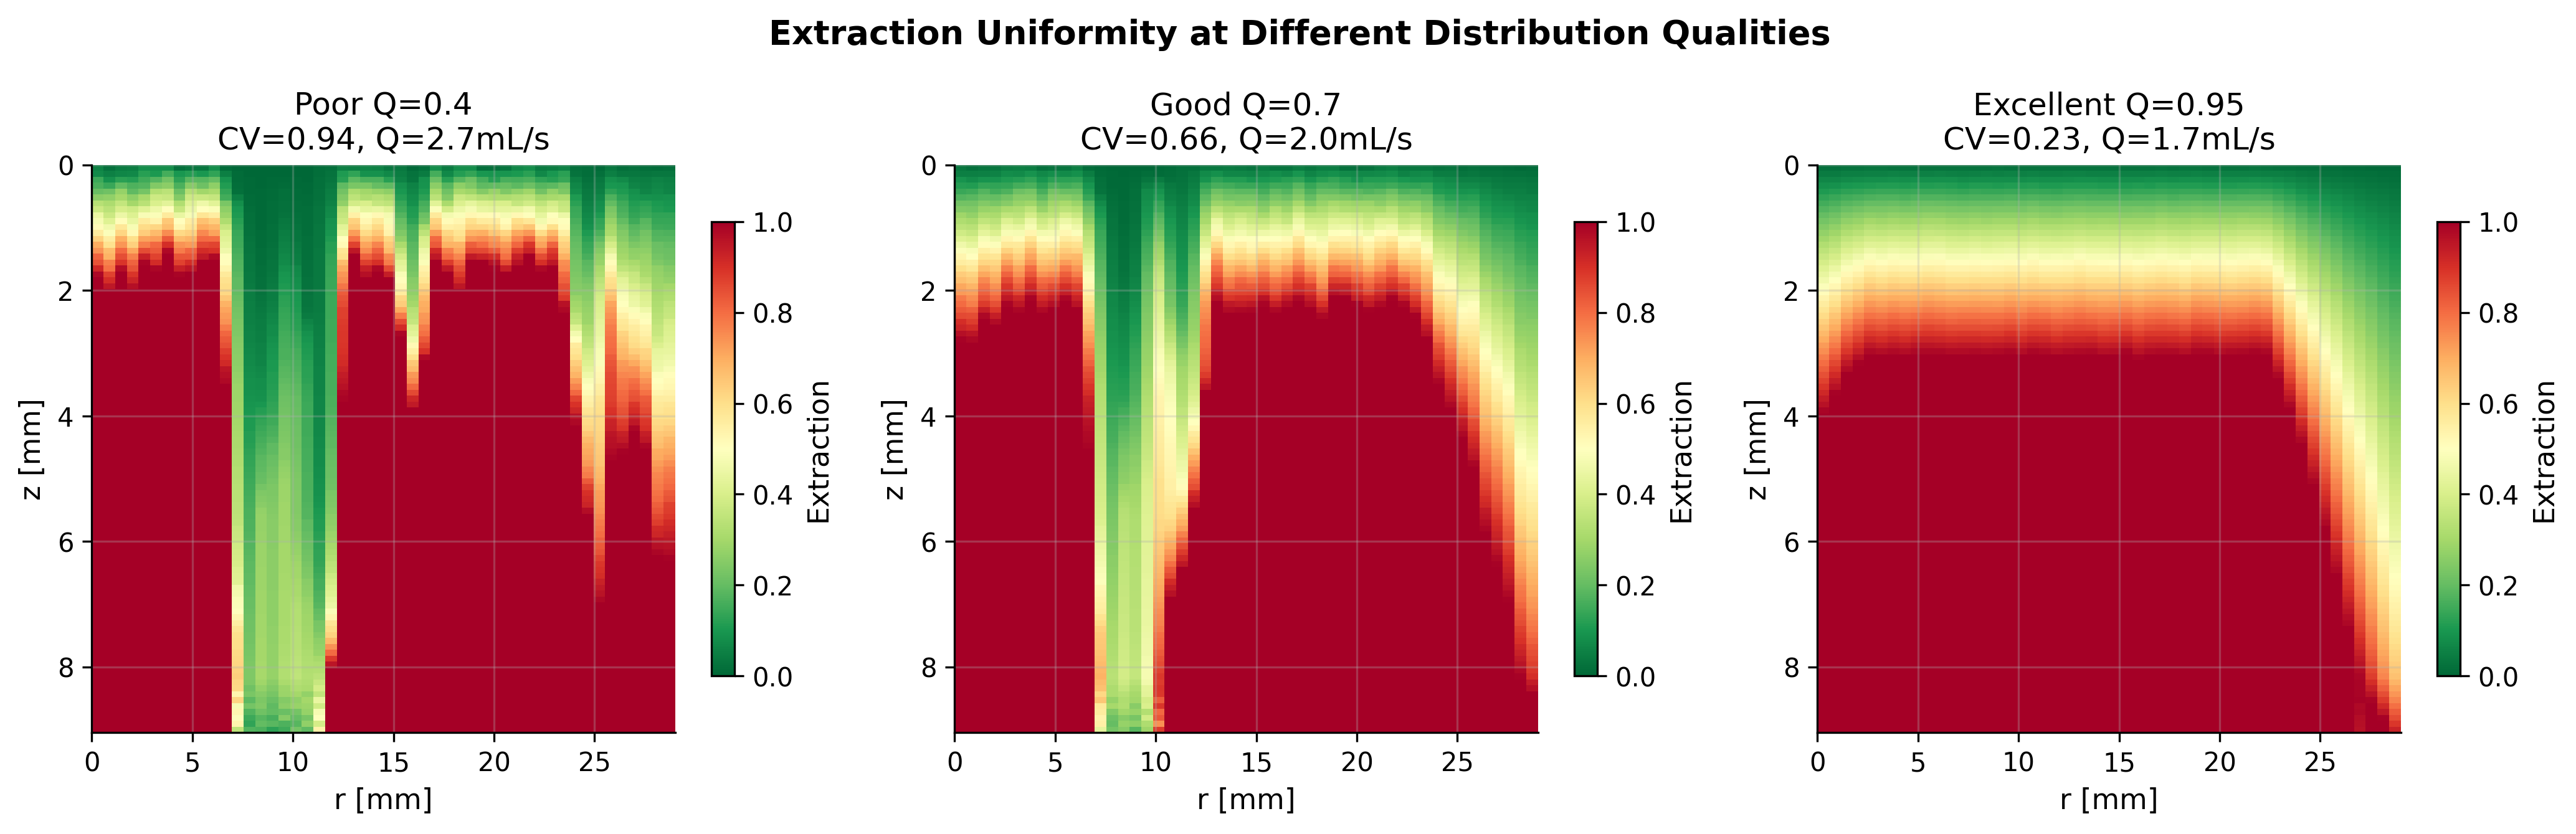 Extraction Uniformity at Different Distribution Qualities
Poor Q=0.4
CV=0.94, Q=2.7mL/s
0
2
4
6
8
z [mm]
0 5 10 15 20 25
r [mm]
1.0
0.8
0.6
0.4
0.2
0.0
Extraction
Good Q=0.7
CV=0.66, Q=2.0mL/s
0
2
4
6
8
z [mm]
0 5 10 15 20 25
r [mm]
1.0
0.8
0.6
0.4
0.2
0.0
Extraction
Excellent Q=0.95
CV=0.23, Q=1.7mL/s
0
2
4
6
8
z [mm]
0 5 10 15 20 25
r [mm]
1.0
0.8
0.6
0.4
0.2
0.0
Extraction